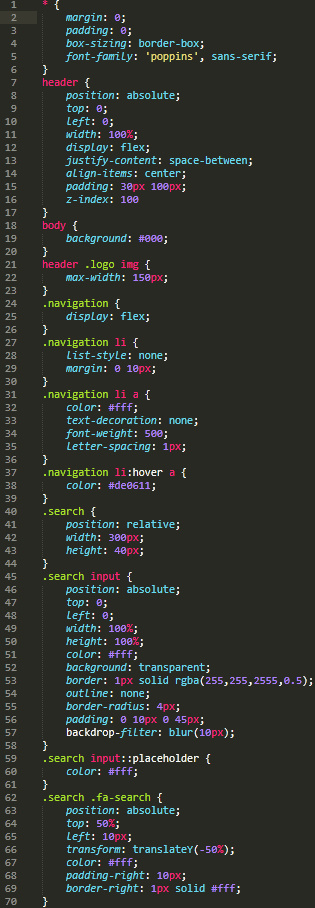 1 * {
2 margin: 0;
3 padding: 0;
4 box-sizing: border-box;
5 font-family: 'poppins', sans-serif;
6 }
7 header {
8 position: absolute;
9 top: 0;
10 left: 0;
11 width: 100%;
12 display: flex;
13 justify-content: space-between;
14 align-items: center;
15 padding: 30px 100px;
16 z-index: 100
17 }
18 body {
19 background: #000;
20 }
21 header .logo img {
22 max-width: 150px;
23 }
24 .navigation {
25 display: flex;
26 }
27 .navigation li {
28 list-style: none;
29 margin: 0 10px;
30 }
31 .navigation li a {
32 color: #fff;
33 text-decoration: none;
34 font-weight: 500;
35 letter-spacing: 1px;
36 }
37 .navigation li:hover a {
38 color: #de0611;
39 }
40 .search {
41 position: relative;
42 width: 300px;
43 height: 40px;
44 }
45 .search input {
46 position: absolute;
47 top: 0;
48 left: 0;
49 width: 100%;
50 height: 100%;
51 color: #fff;
52 background: transparent;
53 border: 1px solid rgba(255,255,2555,0.5);
54 outline: none;
55 border-radius: 4px;
56 padding: 0 10px 0 45px;
57 backdrop-filter: blur(10px);
58 }
59 .search input::placeholder {
60 color: #fff;
61 }
62 .search .fa-search {
63 position: absolute;
64 top: 50%;
65 left: 10px;
66 transform: translateY(-50%);
67 color: #fff;
68 padding-right: 10px;
69 border-right: 1px solid #fff;
70 }